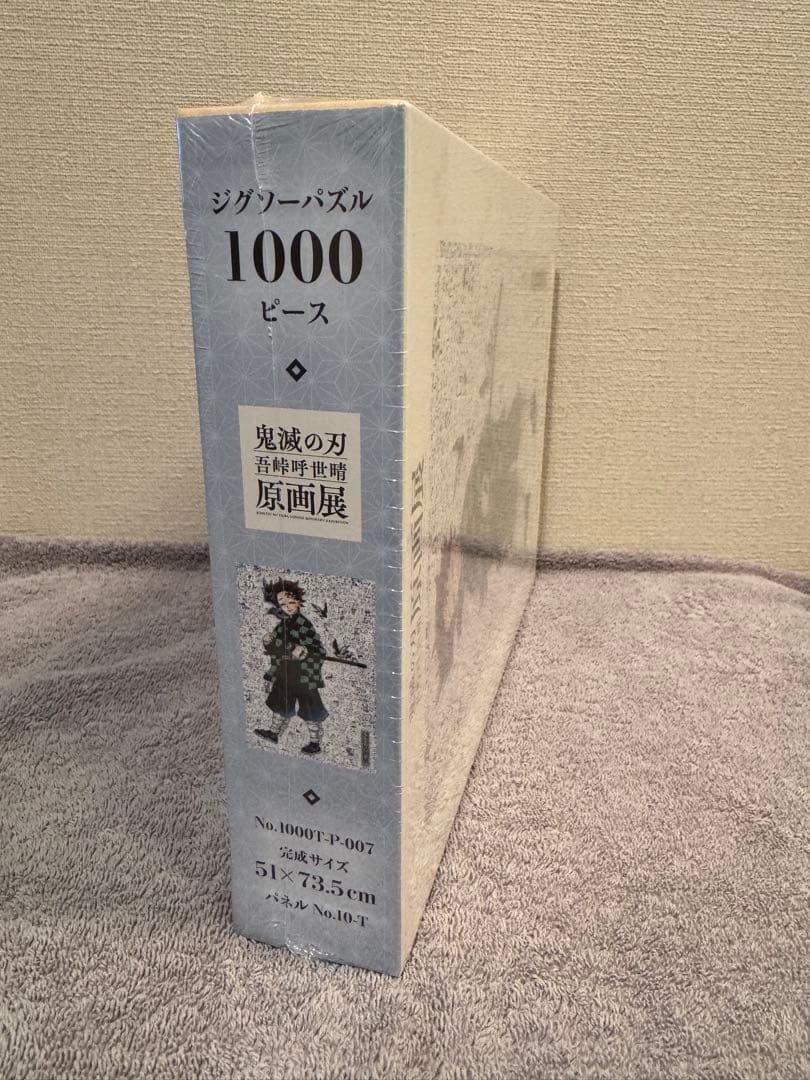 ジグソーパズル
1000
ピース
鬼滅の刃
吾峠呼世晴
原画展
No.1000T-P-007
完成サイズ
51×73.5cm
パネル No.10-T